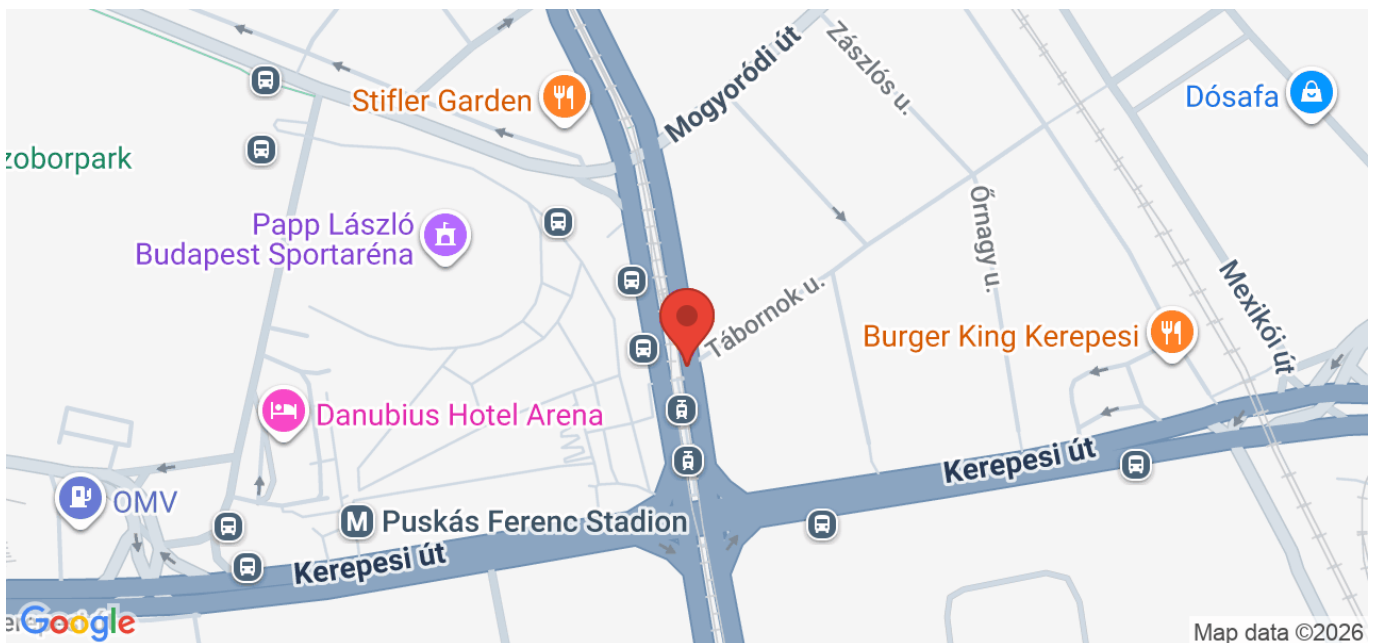 Mogyoródi út
Zászlós u.
Stifler Garden
Dósafa
zoborpark
Papp László
Budapest Sportaréna
Őrnagy u.
Mexikói út
Tábornok u.
Burger King Kerepesi
Danubius Hotel Arena
Kerepesi út
OMV
M Puskás Ferenc Stadion
Kerepesi út
Google
Map data ©2026